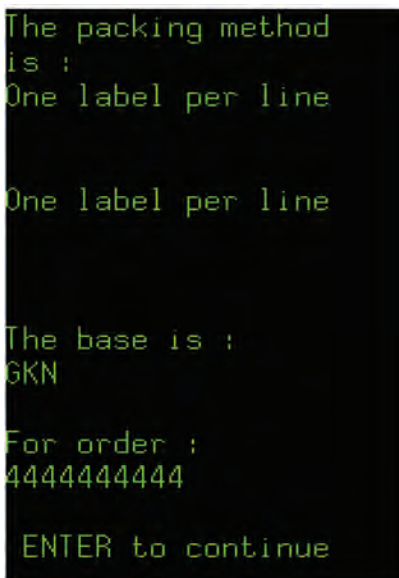 The packing method
is :
One label per line
One label per line
The base is :
GKN
For order :
4444444444
ENTER to continue